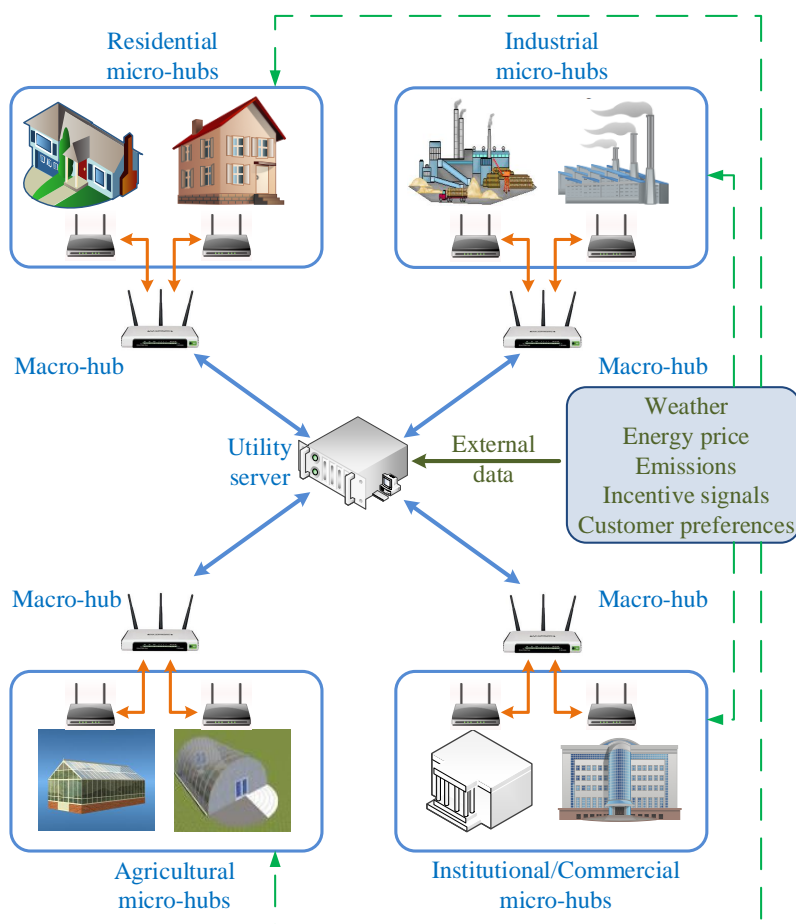 Residential
micro-hubs
Industrial
micro-hubs
Macro-hub
Macro-hub
Utility
server
External
data
Weather
Energy price
Emissions
Incentive signals
Customer preferences
Macro-hub
Macro-hub
Agricultural
micro-hubs
Institutional/Commercial
micro-hubs